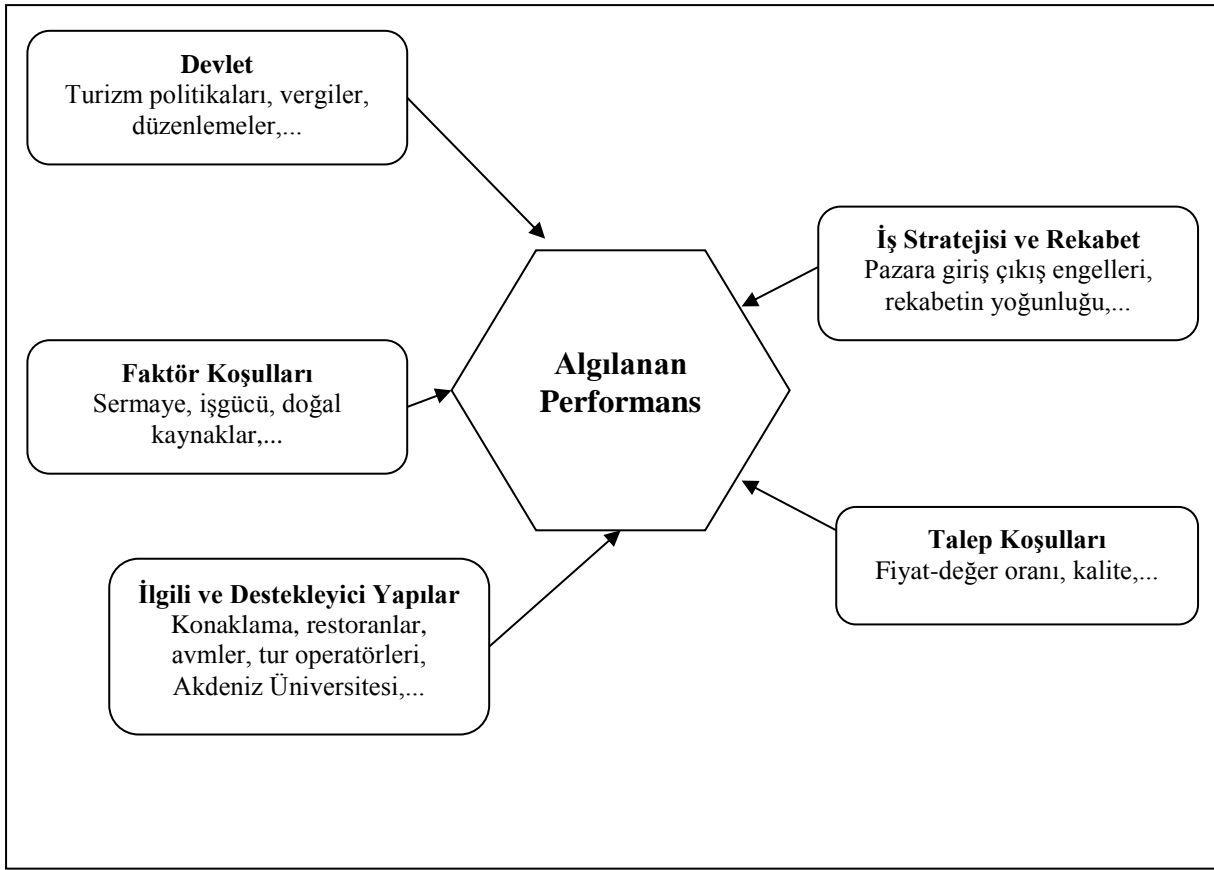 Devlet
Turizm politikaları, vergiler,
düzenlemeler,...
İş Stratejisi ve Rekabet
Pazara giriş çıkış engelleri,
rekabetin yoğunluğu,...
Faktör Koşulları
Sermaye, işgücü, doğal
kaynaklar,...
Algılanan
Performans
Talep Koşulları
Fiyat-değer oranı, kalite,...
İlgili ve Destekleyici Yapılar
Konaklama, restoranlar,
avmler, tur operatörleri,
Akdeniz Üniversitesi,...